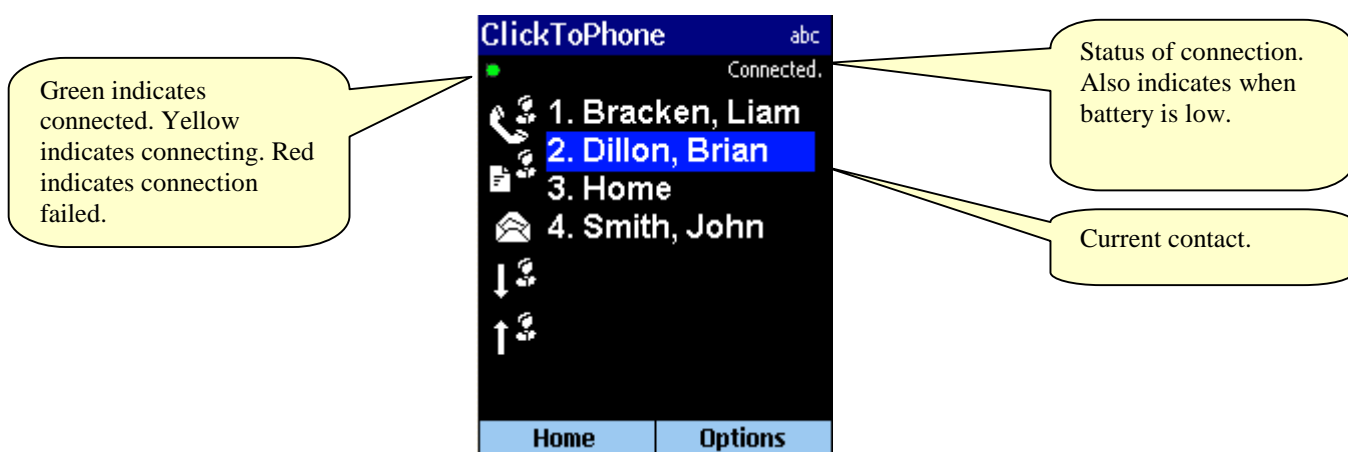 Green indicates
connected. Yellow
indicates connecting. Red
indicates connection
failed.
ClickToPhone abc
Connected.
1. Bracken, Liam
2. Dillon, Brian
3. Home
4. Smith, John
Home Options
Status of connection.
Also indicates when
battery is low.
Current contact.